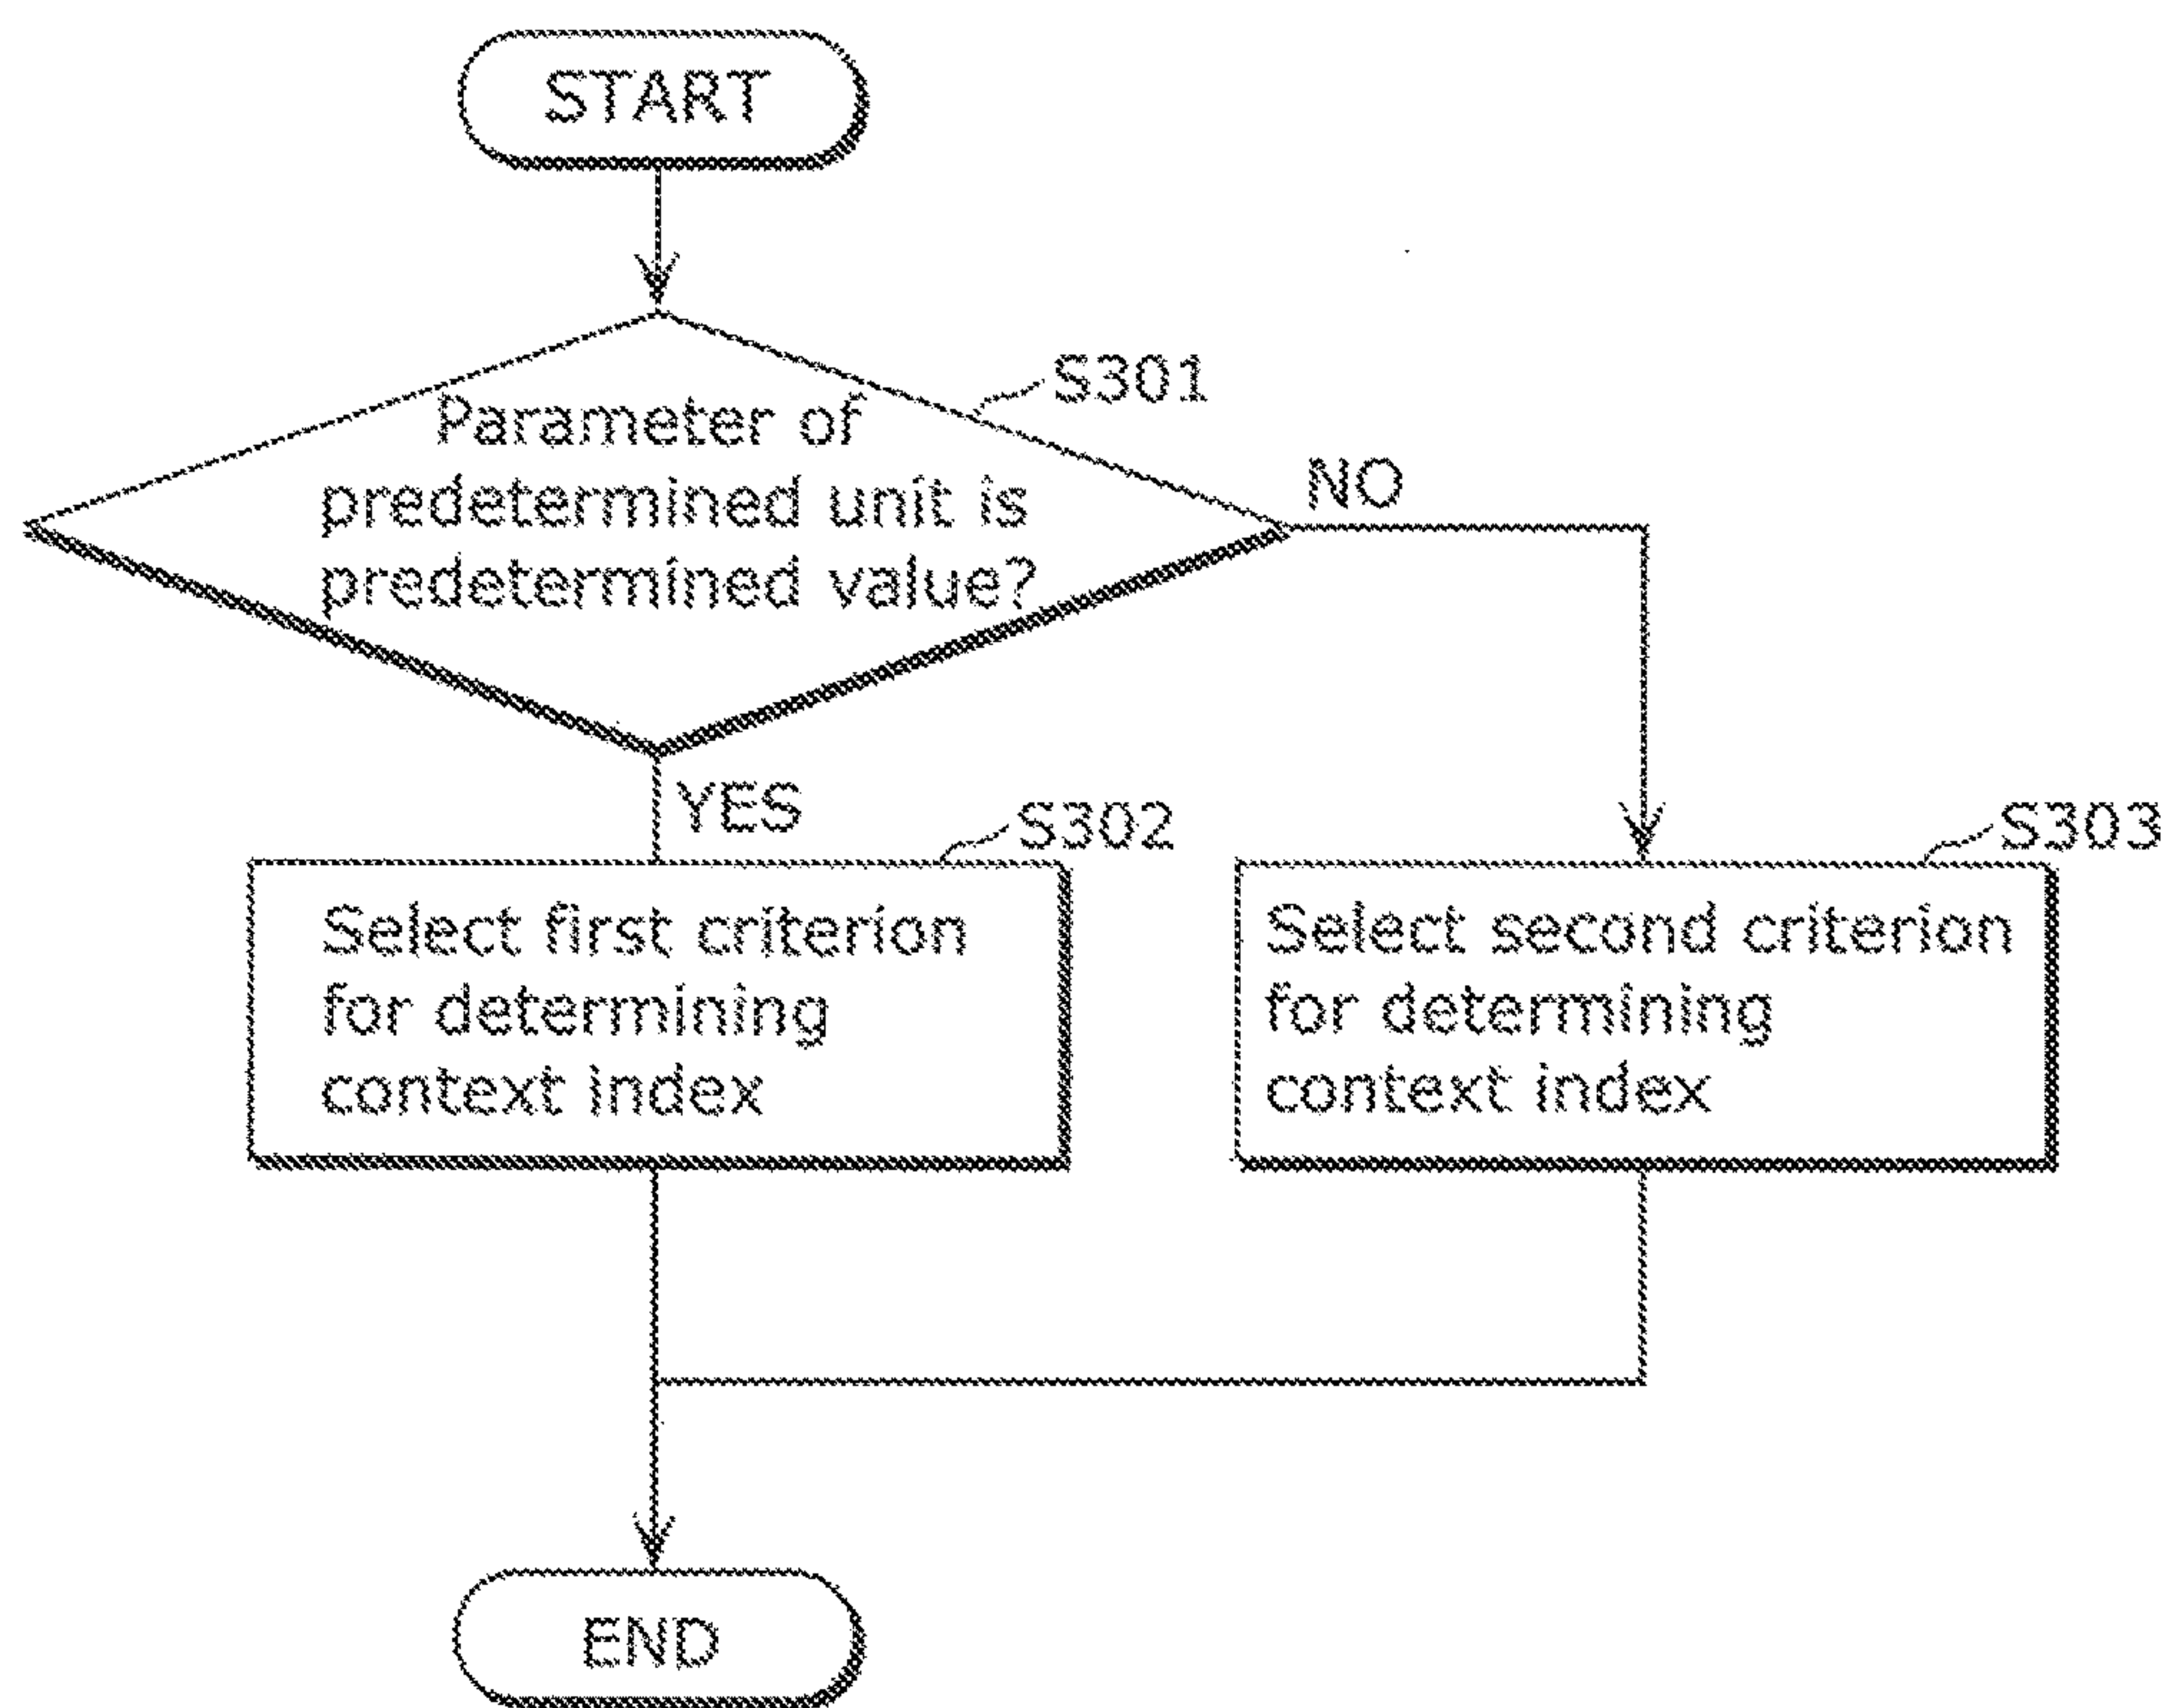 START
S301
Parameter of
predetermined unit is
predetermined value?
NO
YES
S302
Select first criterion
for determining
context index
S303
Select second criterion
for determining
context index
END